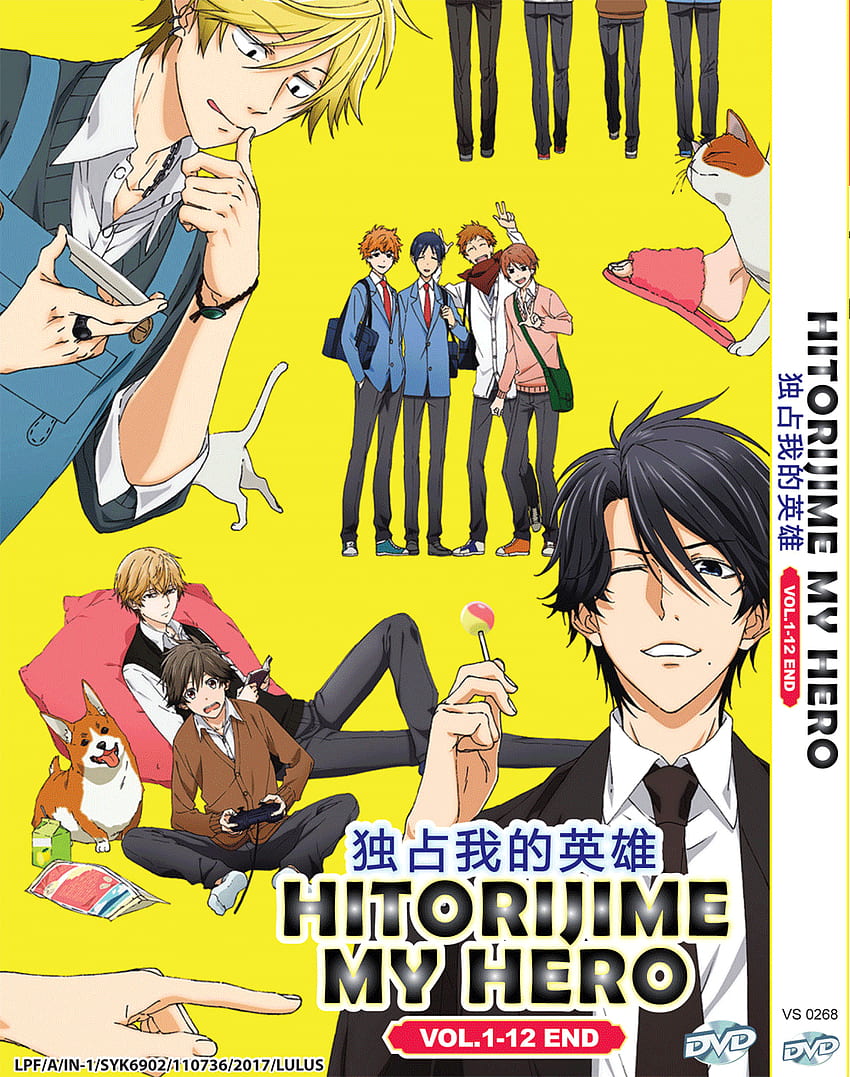 独占我的英雄
HITORIJIME
MY HERO
VOL.1-12 END
DVD
LPF/A/IN-1/SYK6902/110736/2017/LULUS
HITORIJIME MY HERO
独占我的英雄
VOL.1-12 END
VS 0268
DVD